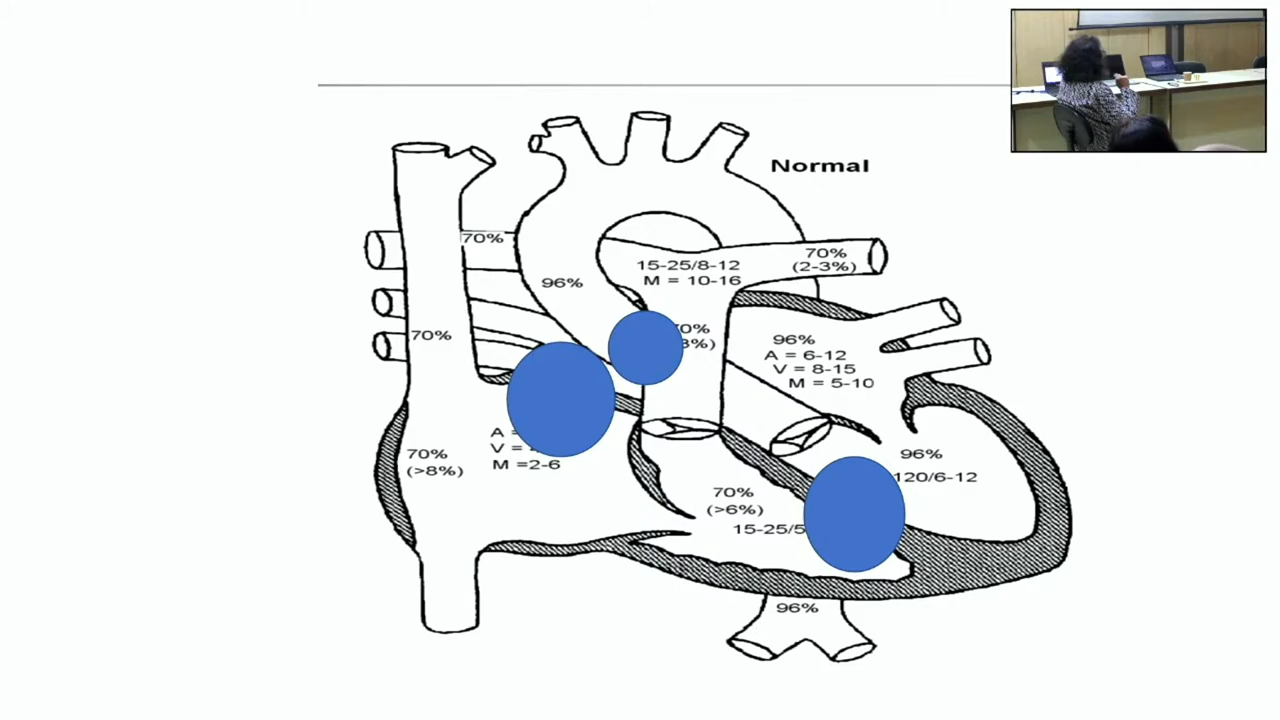 Normal
70%
96%
15-25/8-12
M = 10-16
70%
(2-3%)
70%
96%
A = 6-12
V = 8-15
M = 5-10
A =
V =
M =2-6
70%
(>8%)
70%
(>6%)
15-25/5
96%
120/6-12
96%